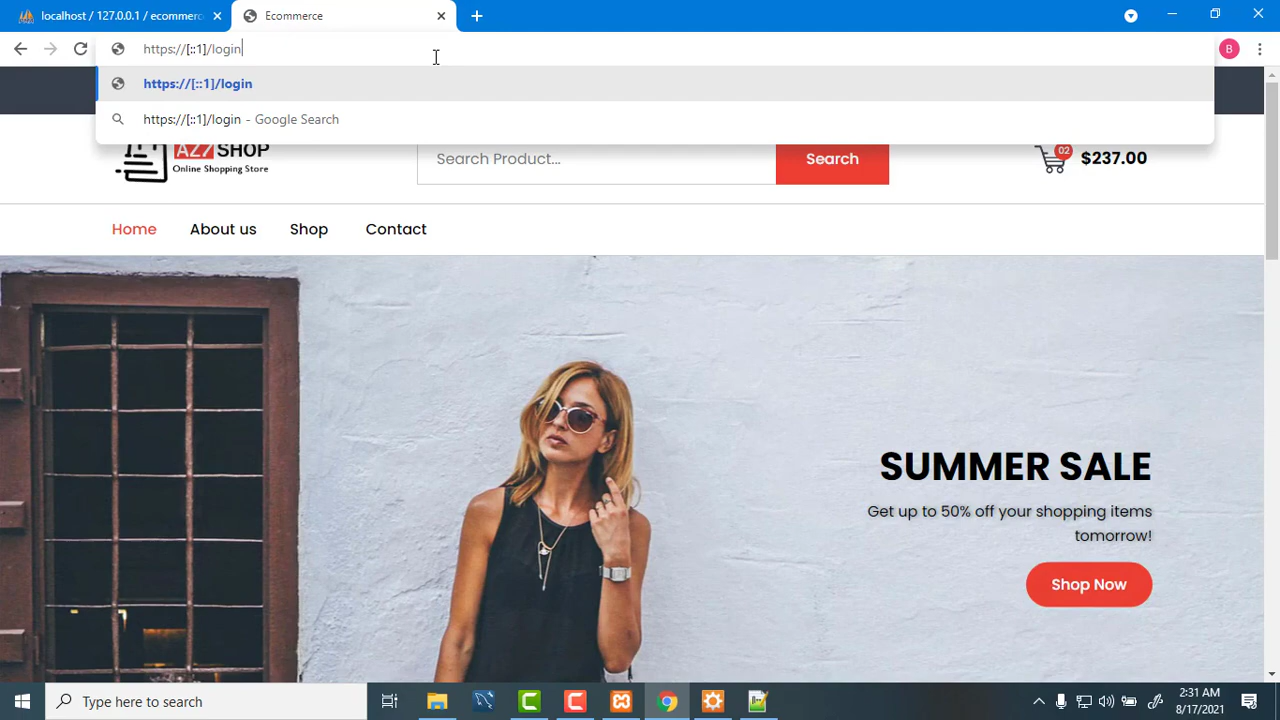 localhost / 127.0.0.1 / ecommerc
Ecommerce
https://[::1]/login
B
https://[::1]/login
https://[::1]/login - Google Search
AZ7 SHOP
Online Shopping Store
Search Product...
Search
02
$237.00
Home
About us
Shop
Contact
SUMMER SALE
Get up to 50% off your shopping items
tomorrow!
Shop Now
Type here to search
2:31 AM
8/17/2021